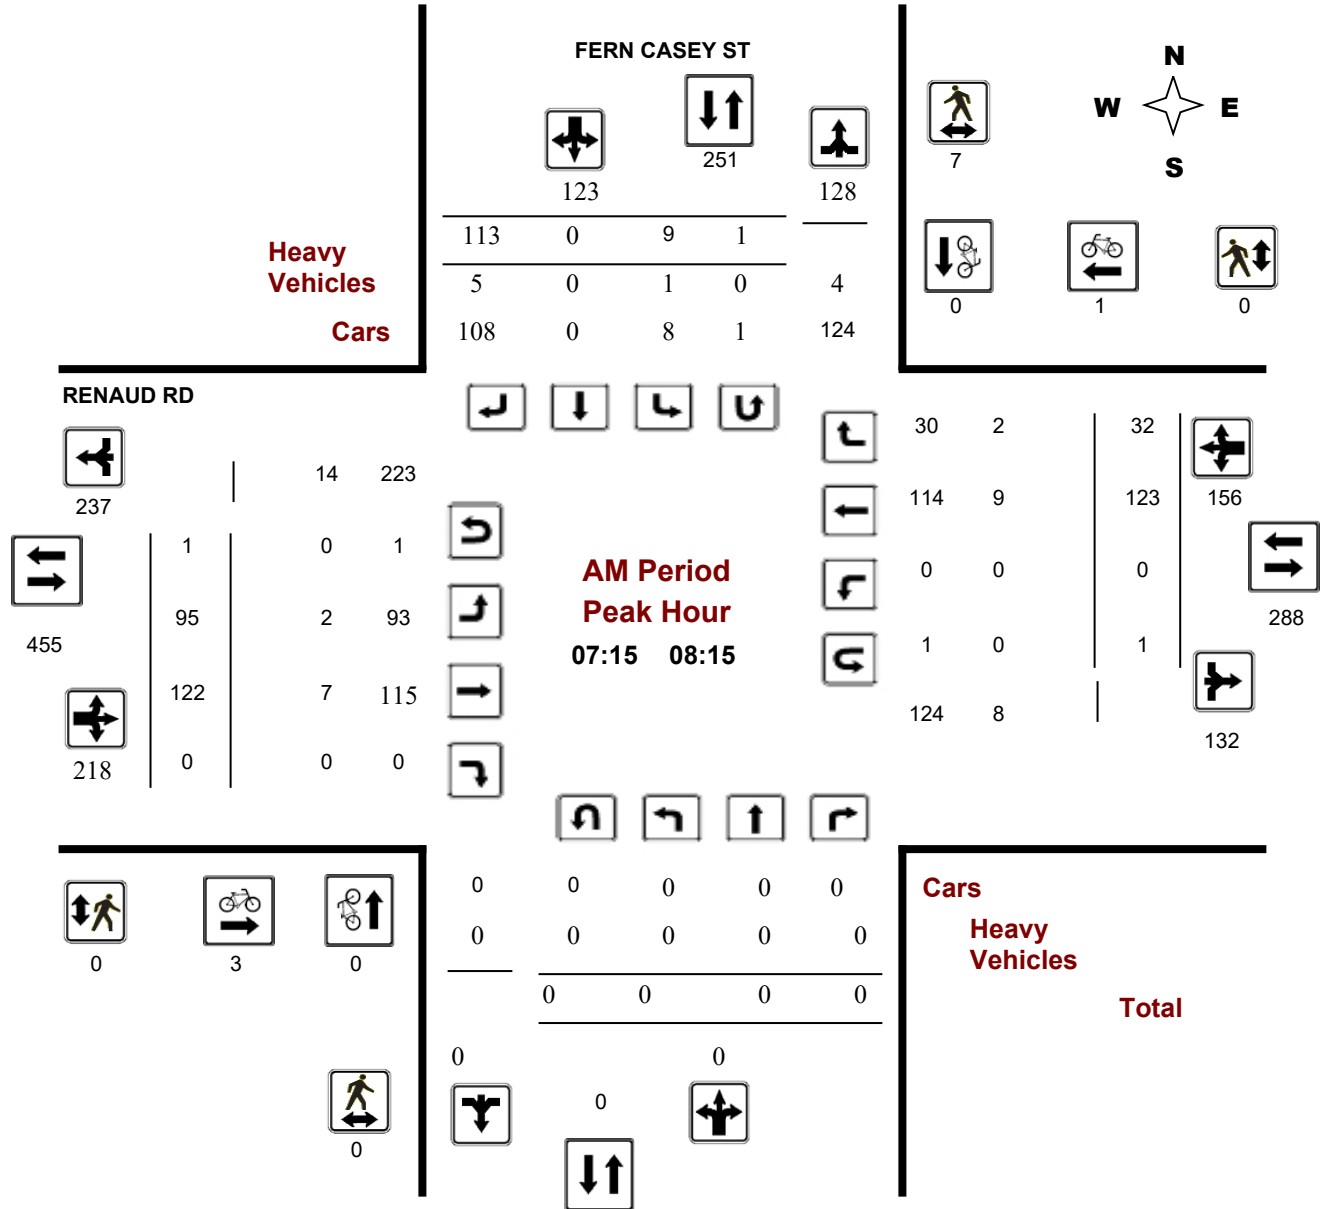 FERN CASEY ST
N
W E
S
251
7
123 128
113 0 9 1
Heavy
Vehicles 5 0 1 0 4
0 1 0
Cars 108 0 8 1 124
RENAUD RD
30 2 32
14 223
237
114 9 123 156
1 0 1
AM Period
0 0 0
Peak Hour
95 2 93
288
455
07:15 08:15
1 0 1
122 7 115
124 8
132
218 0 0 0
0 0 0 0 0
Cars
0 0 0 0 0
Heavy
Vehicles
0 3 0
0 0 0 0
Total
0 0
0
0